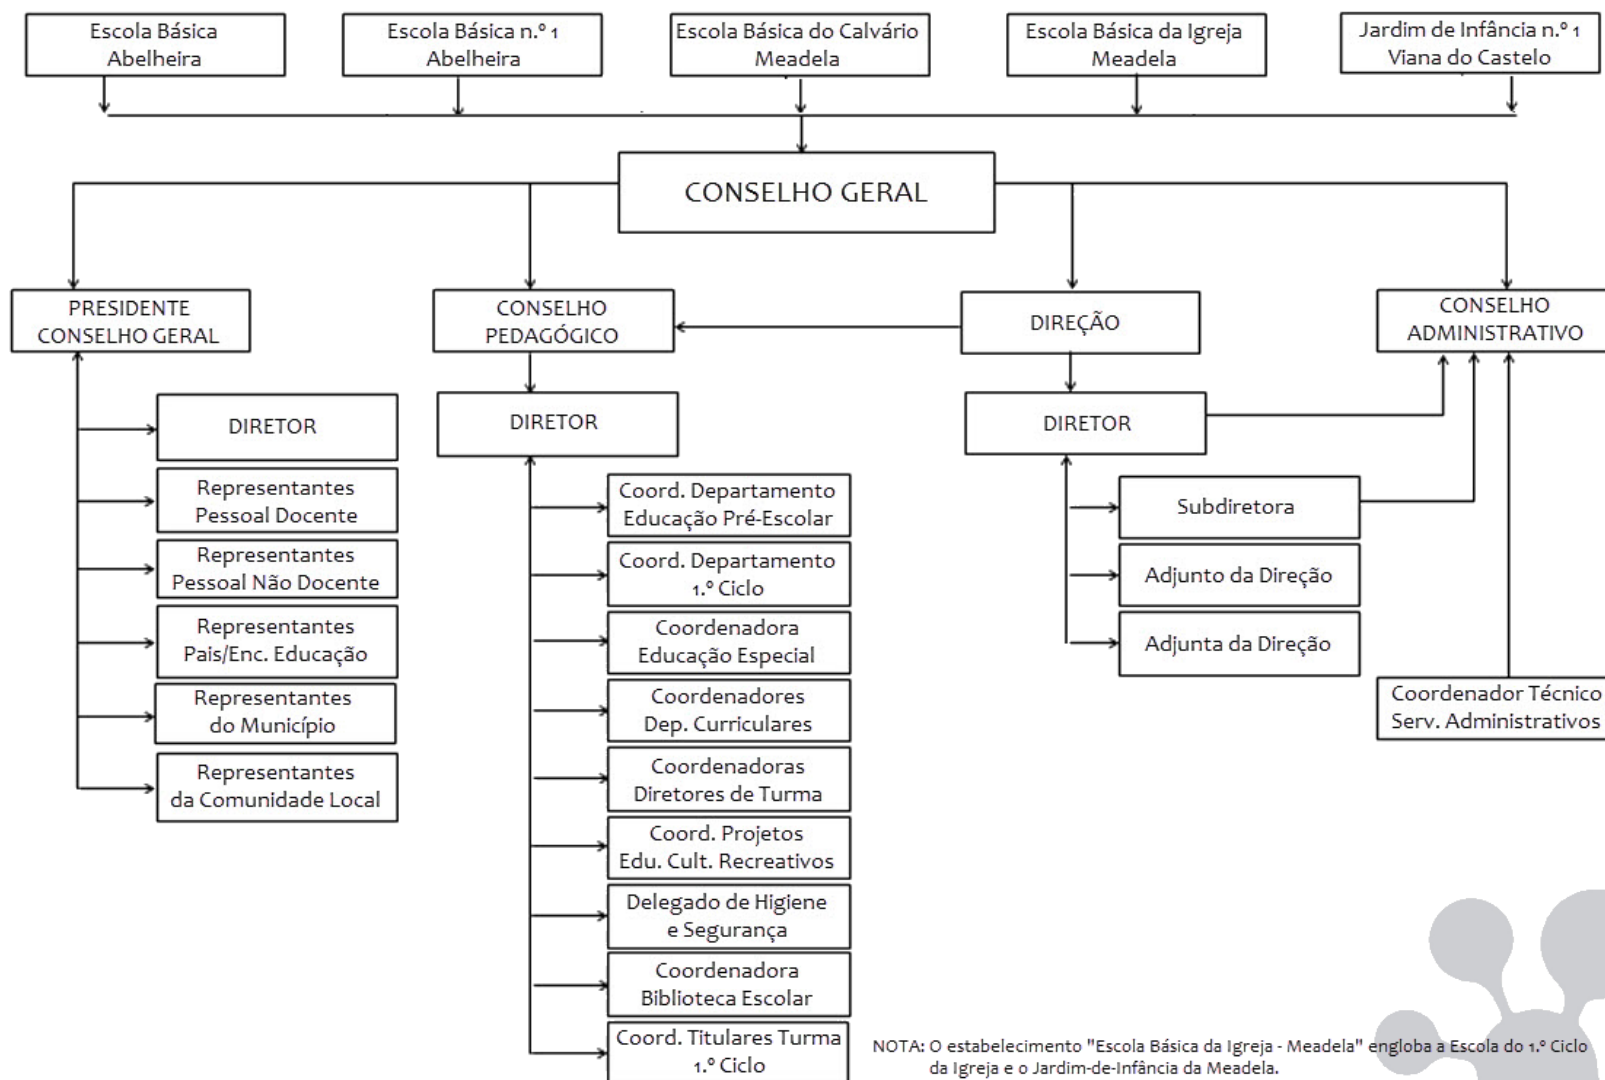 Escola Básica
Abelheira
Escola Básica n.º 1
Abelheira
Escola Básica do Calvário
Meadela
Escola Básica da Igreja
Meadela
Jardim de Infância n.º 1
Viana do Castelo
CONSELHO GERAL
PRESIDENTE
CONSELHO GERAL
CONSELHO
PEDAGÓGICO
DIREÇÃO
CONSELHO
ADMINISTRATIVO
DIRETOR
Representantes
Pessoal Docente
Representantes
Pessoal Não Docente
Representantes
Pais/Enc. Educação
Representantes
do Município
Representantes
da Comunidade Local
DIRETOR
Coord. Departamento
Educação Pré-Escolar
Coord. Departamento
1.º Ciclo
Coordenadora
Educação Especial
Coordenadores
Dep. Curriculares
Coordenadoras
Diretores de Turma
Coord. Projetos
Edu. Cult. Recreativos
Delegado de Higiene
e Segurança
Coordenadora
Biblioteca Escolar
Coord. Titulares Turma
1.º Ciclo
DIRETOR
Subdiretora
Adjunto da Direção
Adjunta da Direção
Coordenador Técnico
Serv. Administrativos
NOTA: O estabelecimento "Escola Básica da Igreja - Meadela" engloba a Escola do 1.º Ciclo
da Igreja e o Jardim-de-Infância da Meadela.